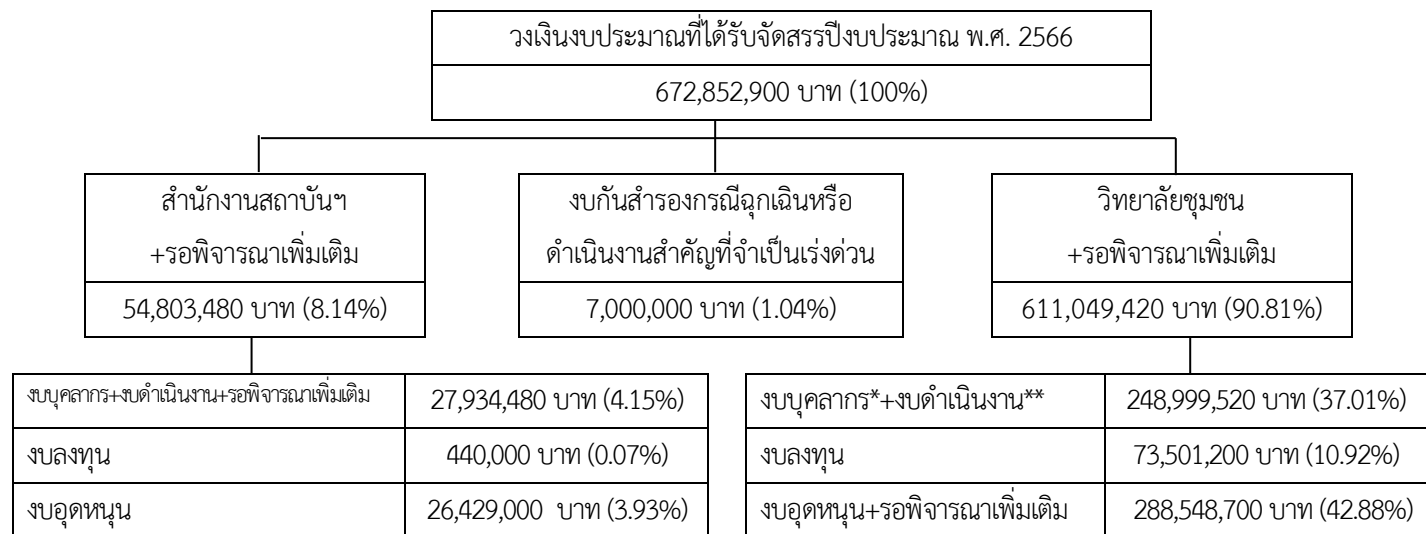 วงเงินงบประมาณที่ได้รับจัดสรรปีงบประมาณ พ.ศ. 2566
672,852,900 บาท (100%)
สำนักงานสถาบันฯ
+รอพิจารณาเพิ่มเติม
54,803,480 บาท (8.14%)
งบกันสำรองกรณีฉุกเฉินหรือ
ดำเนินงานสำคัญที่จำเป็นเร่งด่วน
7,000,000 บาท (1.04%)
วิทยาลัยชุมชน
+รอพิจารณาเพิ่มเติม
611,049,420 บาท (90.81%)
งบบุคลากร+งบดำเนินงาน+รอพิจารณาเพิ่มเติม 27,934,480 บาท (4.15%)
งบลงทุน 440,000 บาท (0.07%)
งบอุดหนุน 26,429,000 บาท (3.93%)
งบบุคลากร*+งบดำเนินงาน** 248,999,520 บาท (37.01%)
งบลงทุน 73,501,200 บาท (10.92%)
งบอุดหนุน+รอพิจารณาเพิ่มเติม 288,548,700 บาท (42.88%)